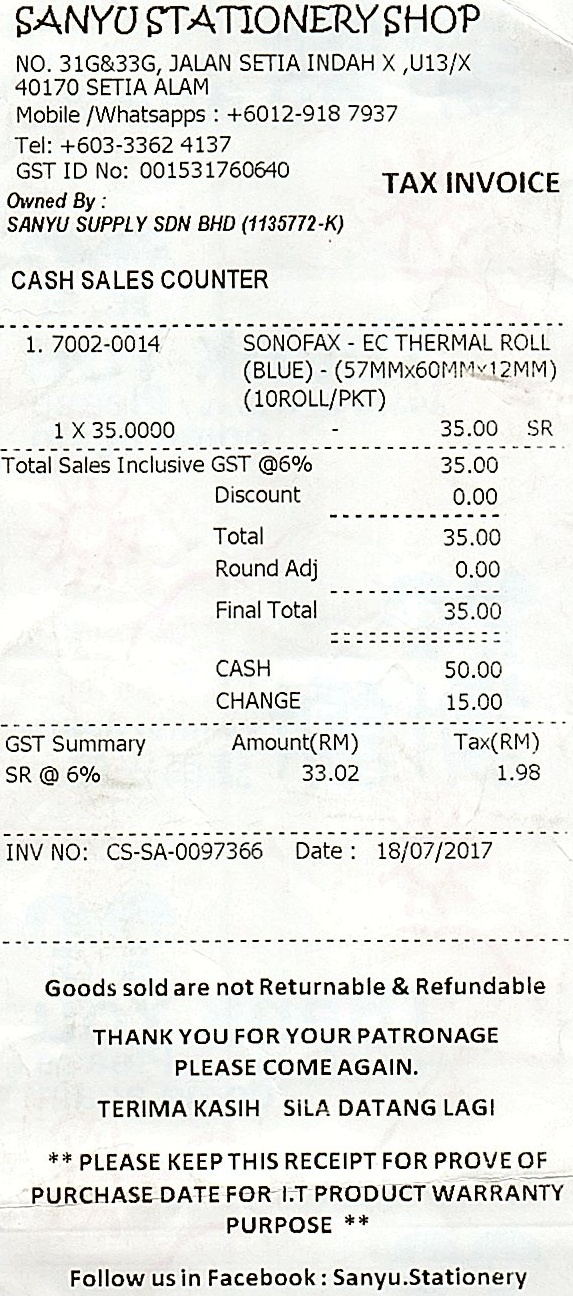 SANYU STATIONERY SHOP
NO. 31G&33G, JALAN SETIA INDAH X ,U13/X
40170 SETIA ALAM
Mobile /Whatsapps : +6012-918 7937
Tel: +603-3362 4137
GST ID No: 001531760640
TAX INVOICE
Owned By :
SANYU SUPPLY SDN BHD (1135772-K)
CASH SALES COUNTER
1. 7002-0014 SONOFAX - EC THERMAL ROLL
(BLUE) - (57MMx60MMx12MM)
(10ROLL/PKT)
1 X 35.0000 - 35.00 SR
Total Sales Inclusive GST @6% 35.00
Discount 0.00
Total 35.00
Round Adj 0.00
Final Total 35.00
CASH 50.00
CHANGE 15.00
GST Summary Amount(RM) Tax(RM)
SR @ 6% 33.02 1.98
INV NO: CS-SA-0097366 Date : 18/07/2017
Goods sold are not Returnable & Refundable
THANK YOU FOR YOUR PATRONAGE
PLEASE COME AGAIN.
TERIMA KASIH SILA DATANG LAGI
** PLEASE KEEP THIS RECEIPT FOR PROVE OF
PURCHASE DATE FOR I.T PRODUCT WARRANTY
PURPOSE **
Follow us in Facebook : Sanyu.Stationery